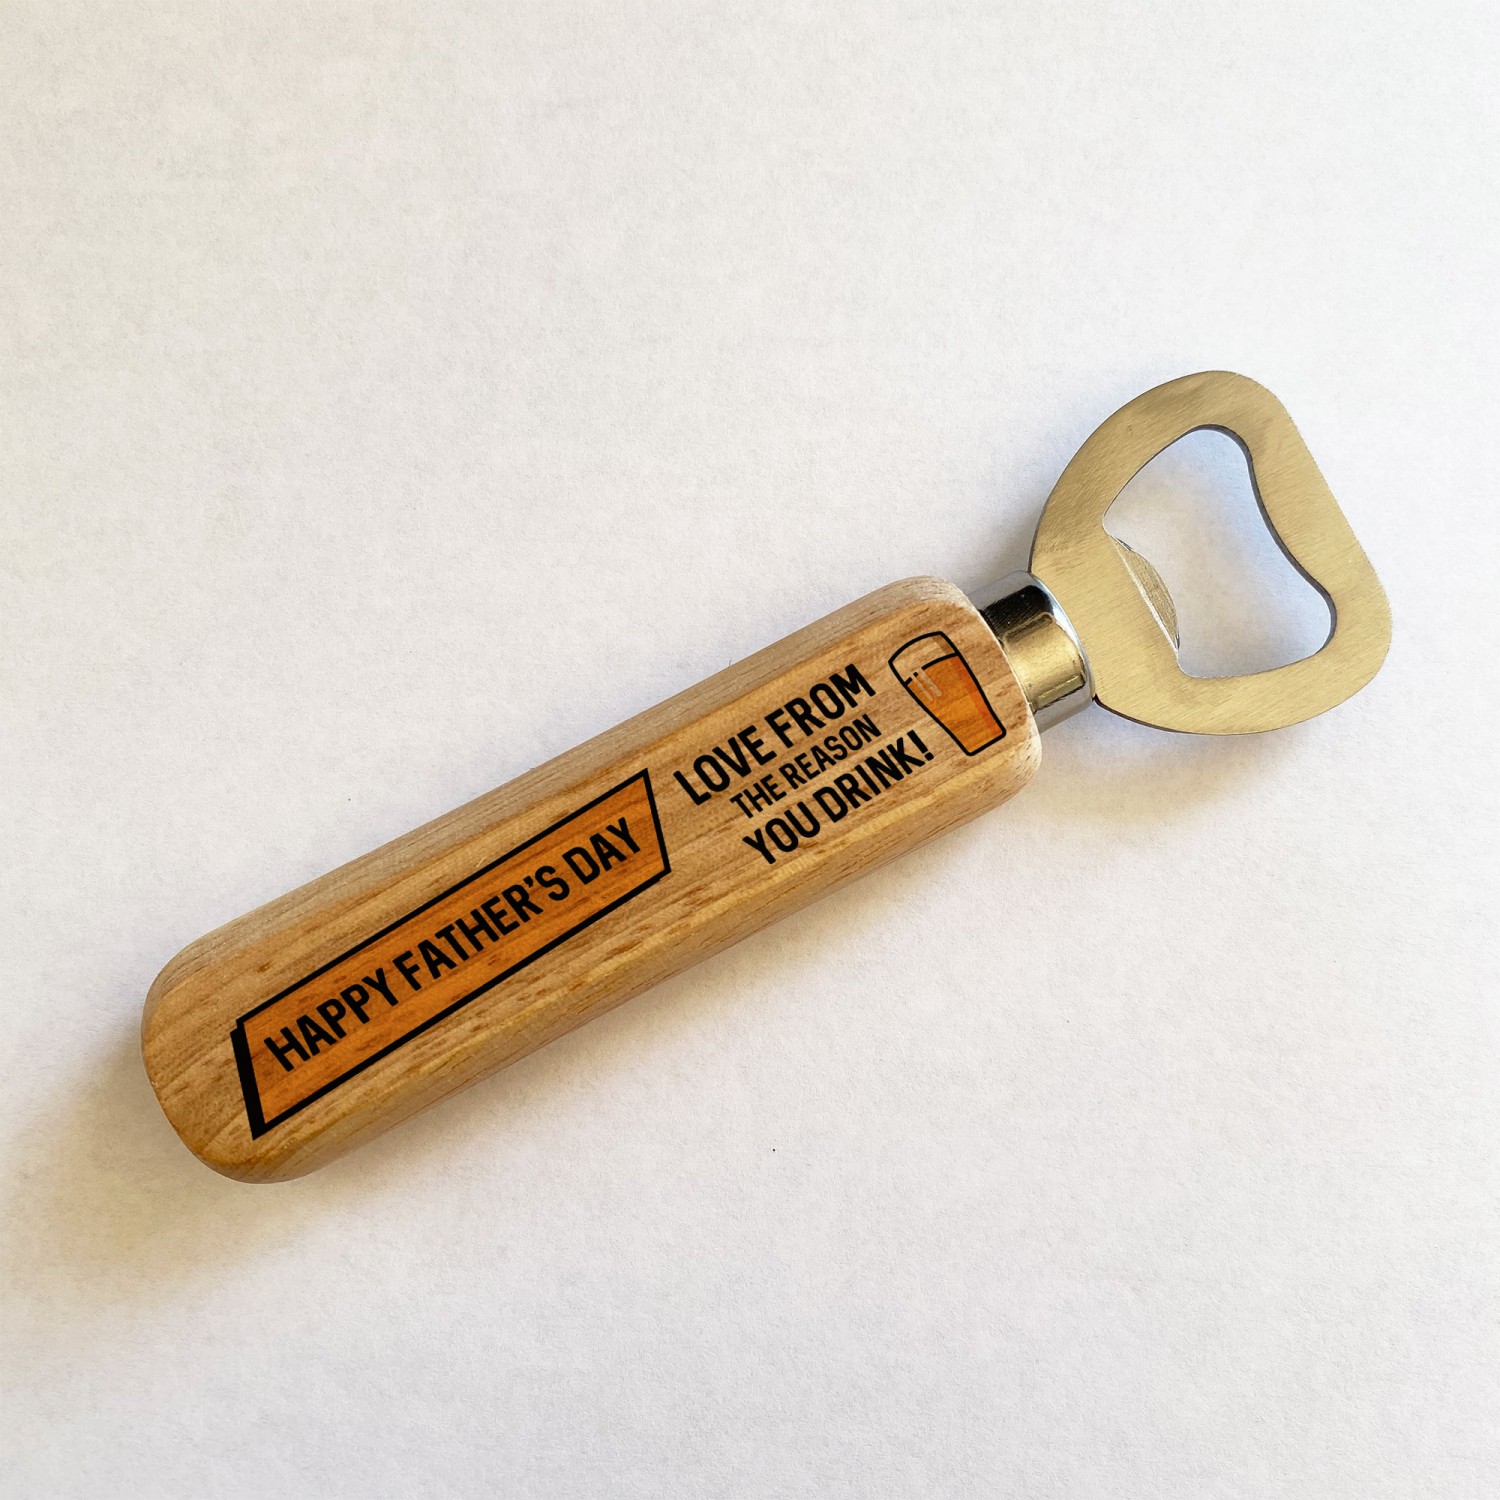 HAPPY FATHER'S DAY
LOVE FROM
THE REASON
YOU DRINK!